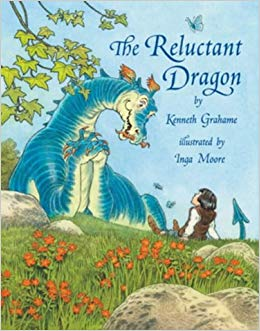 The Reluctant
Dragon
by
Kenneth Grahame
illustrated by
Inga Moore